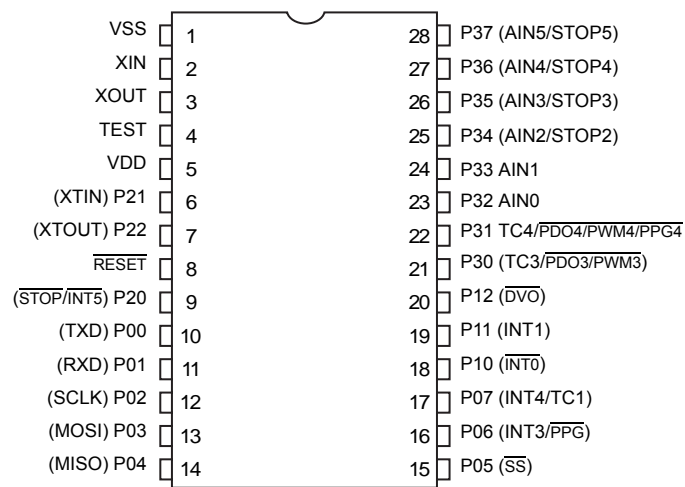 VSS 1 28 P37 (AIN5/STOP5)
XIN 2 27 P36 (AIN4/STOP4)
XOUT 3 26 P35 (AIN3/STOP3)
TEST 4 25 P34 (AIN2/STOP2)
VDD 5 24 P33 AIN1
(XTIN) P21 6 23 P32 AIN0
(XTOUT) P22 7 22 P31 TC4/PDO4/PWM4/PPG4
RESET 8 21 P30 (TC3/PDO3/PWM3)
(STOP/INT5) P20 9 20 P12 (DVO)
(TXD) P00 10 19 P11 (INT1)
(RXD) P01 11 18 P10 (INT0)
(SCLK) P02 12 17 P07 (INT4/TC1)
(MOSI) P03 13 16 P06 (INT3/PPG)
(MISO) P04 14 15 P05 (SS)